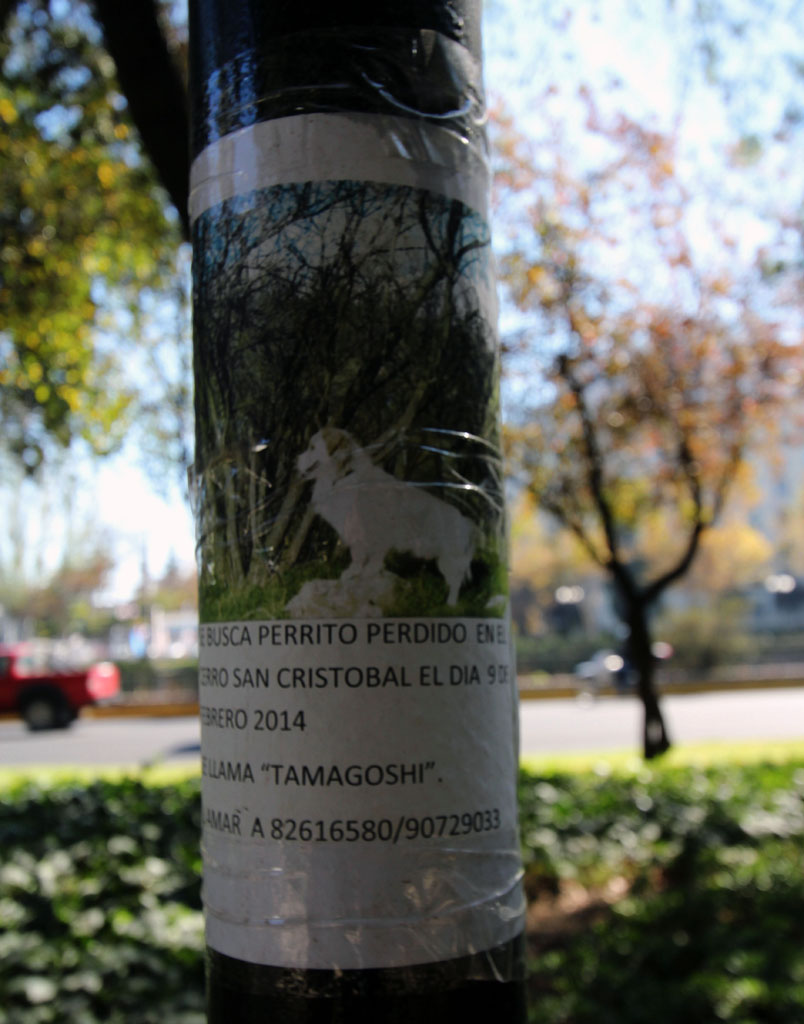 SE BUSCA PERRITO PERDIDO EN EL
CERRO SAN CRISTOBAL EL DIA 9 DE
FEBRERO 2014
SE LLAMA "TAMAGOSHI".
LLAMAR A 82616580/90729033